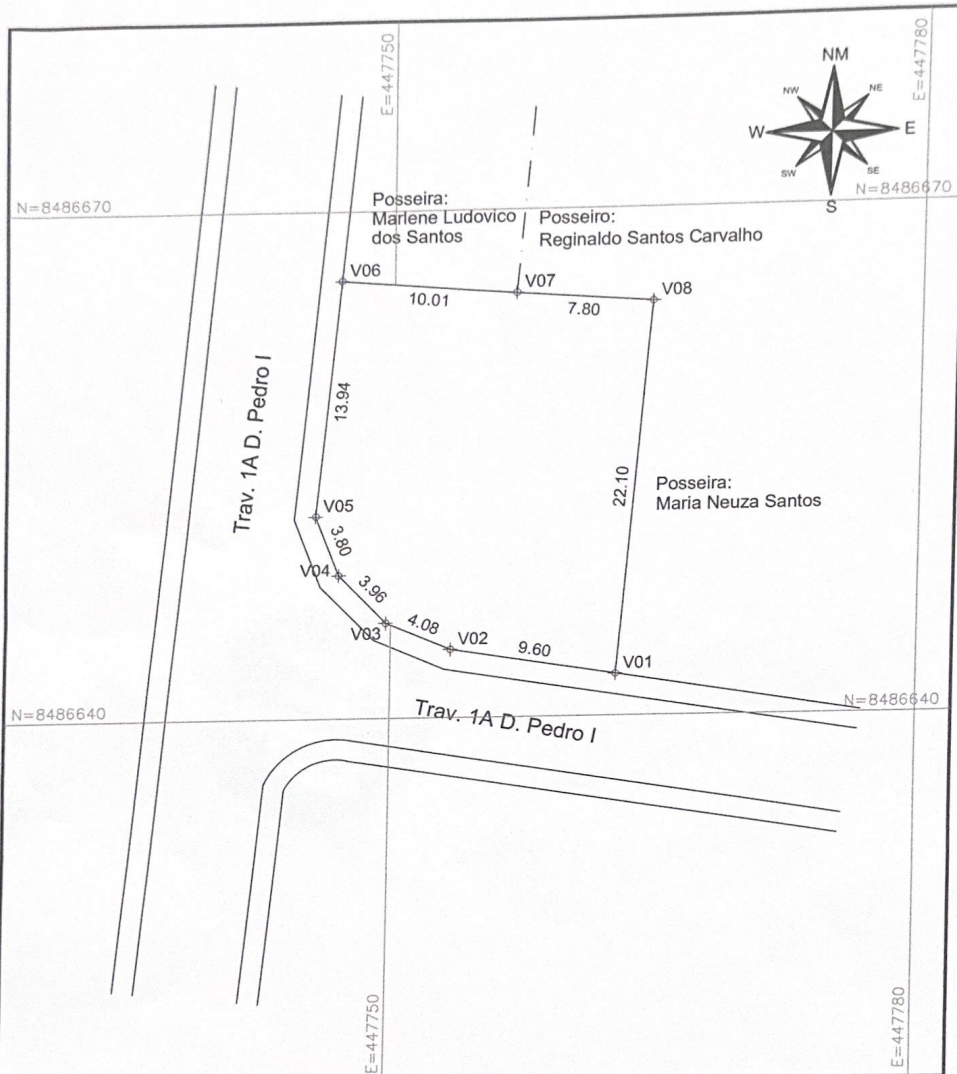 E=447750
E=447780
NM
NW
NE
W
E
SW
SE
S
N=8486670
N=8486670
Posseira:
Marlene Ludovico
dos Santos
Posseiro:
Reginaldo Santos Carvalho
V06
V07
V08
10.01
7.80
13.94
Trav. 1A D. Pedro I
22.10
Posseira:
Maria Neuza Santos
V05
3.80
V04
3.96
V03
4.08
V02
9.60
V01
N=8486640
N=8486640
Trav. 1A D. Pedro I
E=447750
E=447780